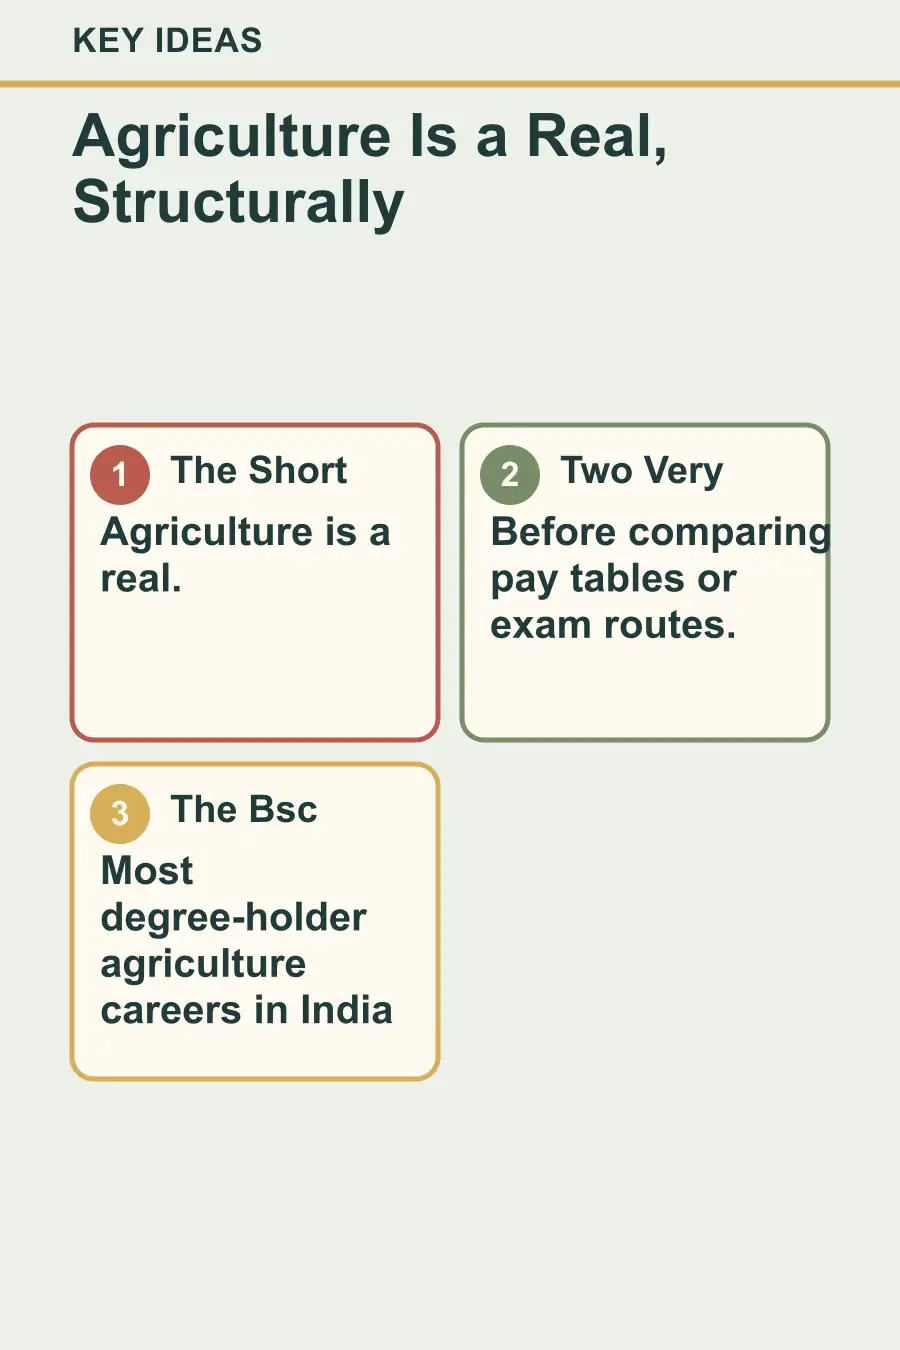 KEY IDEAS
Agriculture Is a Real,
Structurally
1 The Short
Agriculture is a
real.
2 Two Very
Before comparing
pay tables or
exam routes.
3 The Bsc
Most
degree-holder
agriculture
careers in India